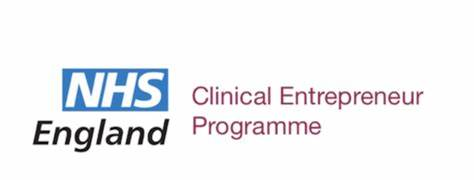 NHS
England
Clinical Entrepreneur
Programme